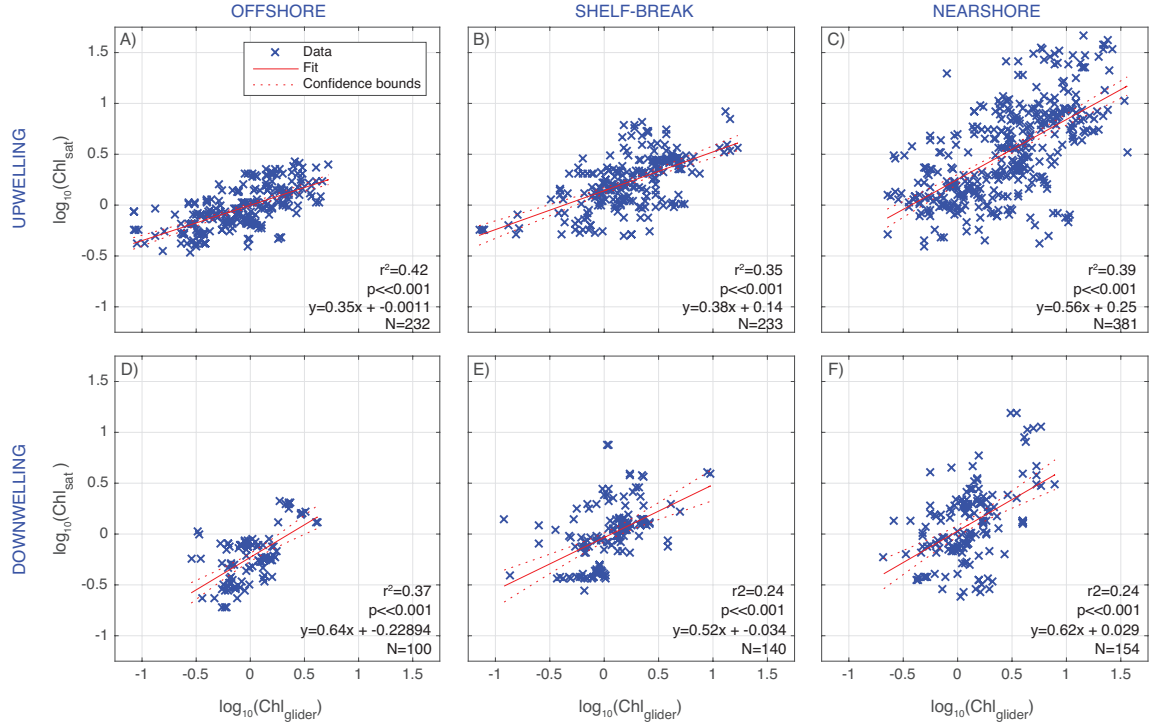 OFFSHORE
SHELF-BREAK
NEARSHORE
UPWELLING
log10(Chlsat)
1.5
1
0.5
0
-0.5
-1
A)
Data
Fit
Confidence bounds
r²=0.42
p<<0.001
y=0.35x + -0.0011
N=232
B)
r²=0.35
p<<0.001
y=0.38x + 0.14
N=233
C)
r²=0.39
p<<0.001
y=0.56x + 0.25
N=381
DOWNWELLING
log10(Chlsat)
1.5
1
0.5
0
-0.5
-1
D)
r²=0.37
p<<0.001
y=0.64x + -0.22894
N=100
E)
r2=0.24
p<<0.001
y=0.52x + -0.034
N=140
F)
r2=0.24
p<<0.001
y=0.62x + 0.029
N=154
-1 -0.5 0 0.5 1 1.5
-1 -0.5 0 0.5 1 1.5
-1 -0.5 0 0.5 1 1.5
log10(Chlglider)
log10(Chlglider)
log10(Chlglider)